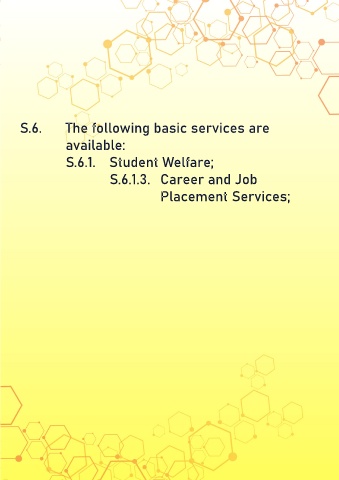 S.6. The following basic services are
available:
S.6.1. Student Welfare;
S.6.1.3. Career and Job
Placement Services;